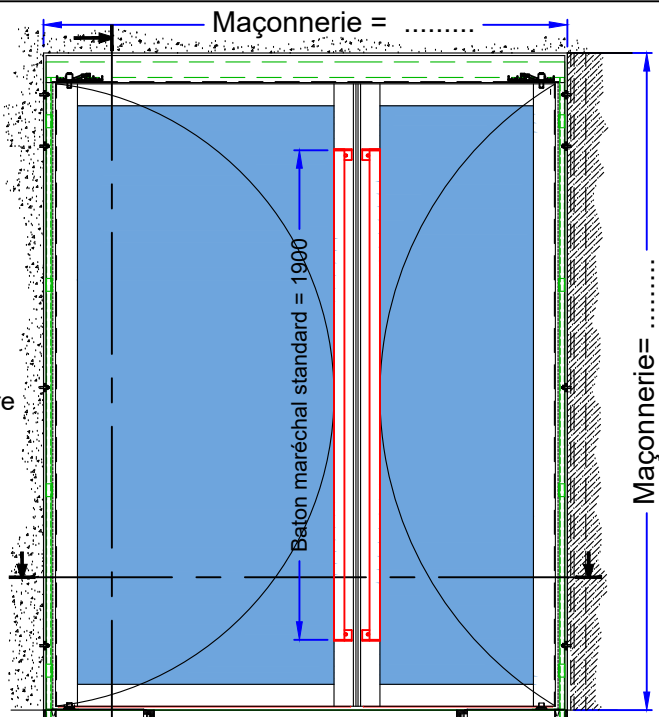 Maçonnerie = .........
Baton maréchal standard = 1900
Maçonnerie= .........